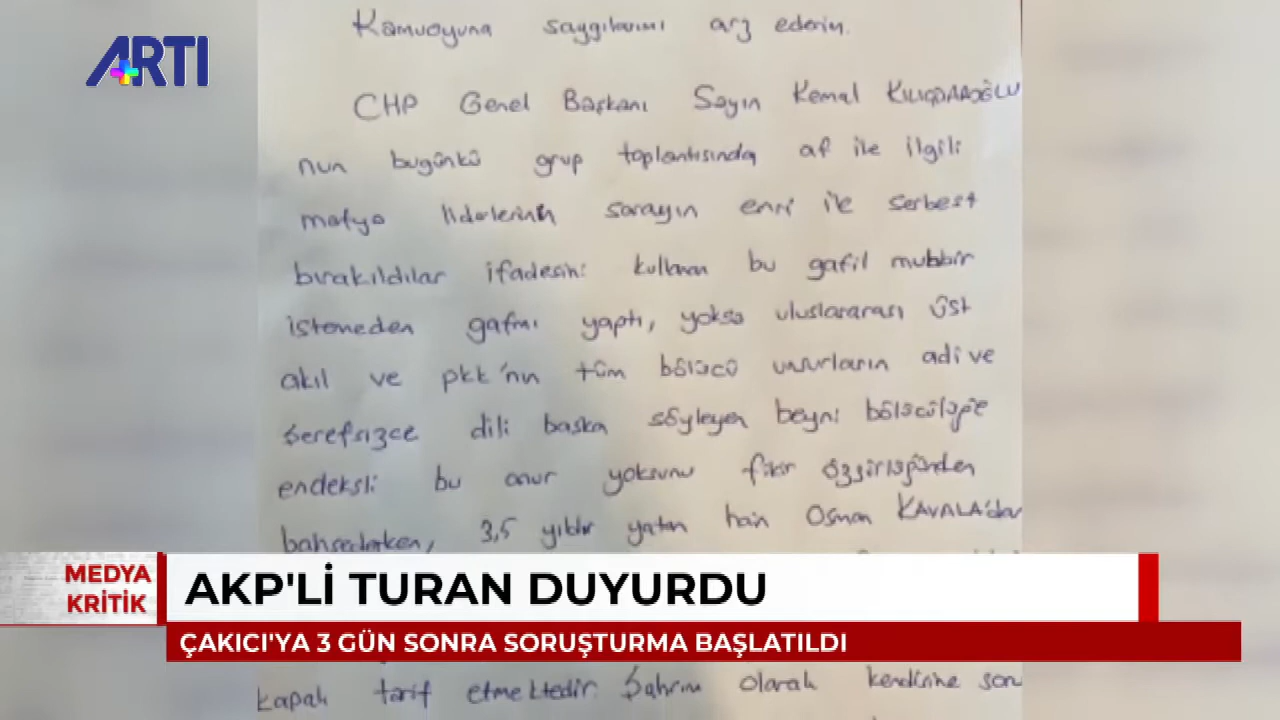 ARTI
Kamuoyuna saygılarımı arz ederim.
CHP Genel Başkanı Sayın Kemal KILIÇDAROĞLU
nun bugünkü grup toplantısında af ile ilgili
mafya liderlerinin sarayın emri ile serbest
bırakıldılar ifadesini kullanan bu gafil muhbir
istemeden gafmı yaptı, yoksa uluslararası üst
akıl ve pkk'nın tüm bölücü unsurların adi ve
şerefsizce dili başka söyleyen beyni bölücülüğe
endeksli bu onur yoksunu fikir özgürlüğünden
bahsederken, 3,5 yıldır yatan hain Osman KAVALA'dan
MEDYA
KRİTİK
AKP'Lİ TURAN DUYURDU
ÇAKICI'YA 3 GÜN SONRA SORUŞTURMA BAŞLATILDI
kapalı tarif etmektedir. Şahsım olarak kendisine son